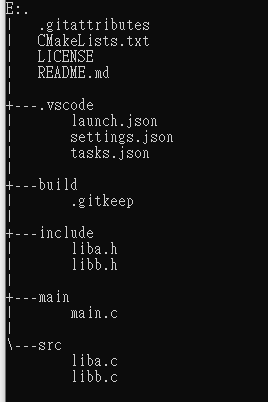 E:.
|   .gitattributes
|   CMakeLists.txt
|   LICENSE
|   README.md
|
+---.vscode
|       launch.json
|       settings.json
|       tasks.json
|
+---build
|       .gitkeep
|
+---include
|       liba.h
|       libb.h
|
+---main
|       main.c
|
\---src
        liba.c
        libb.c